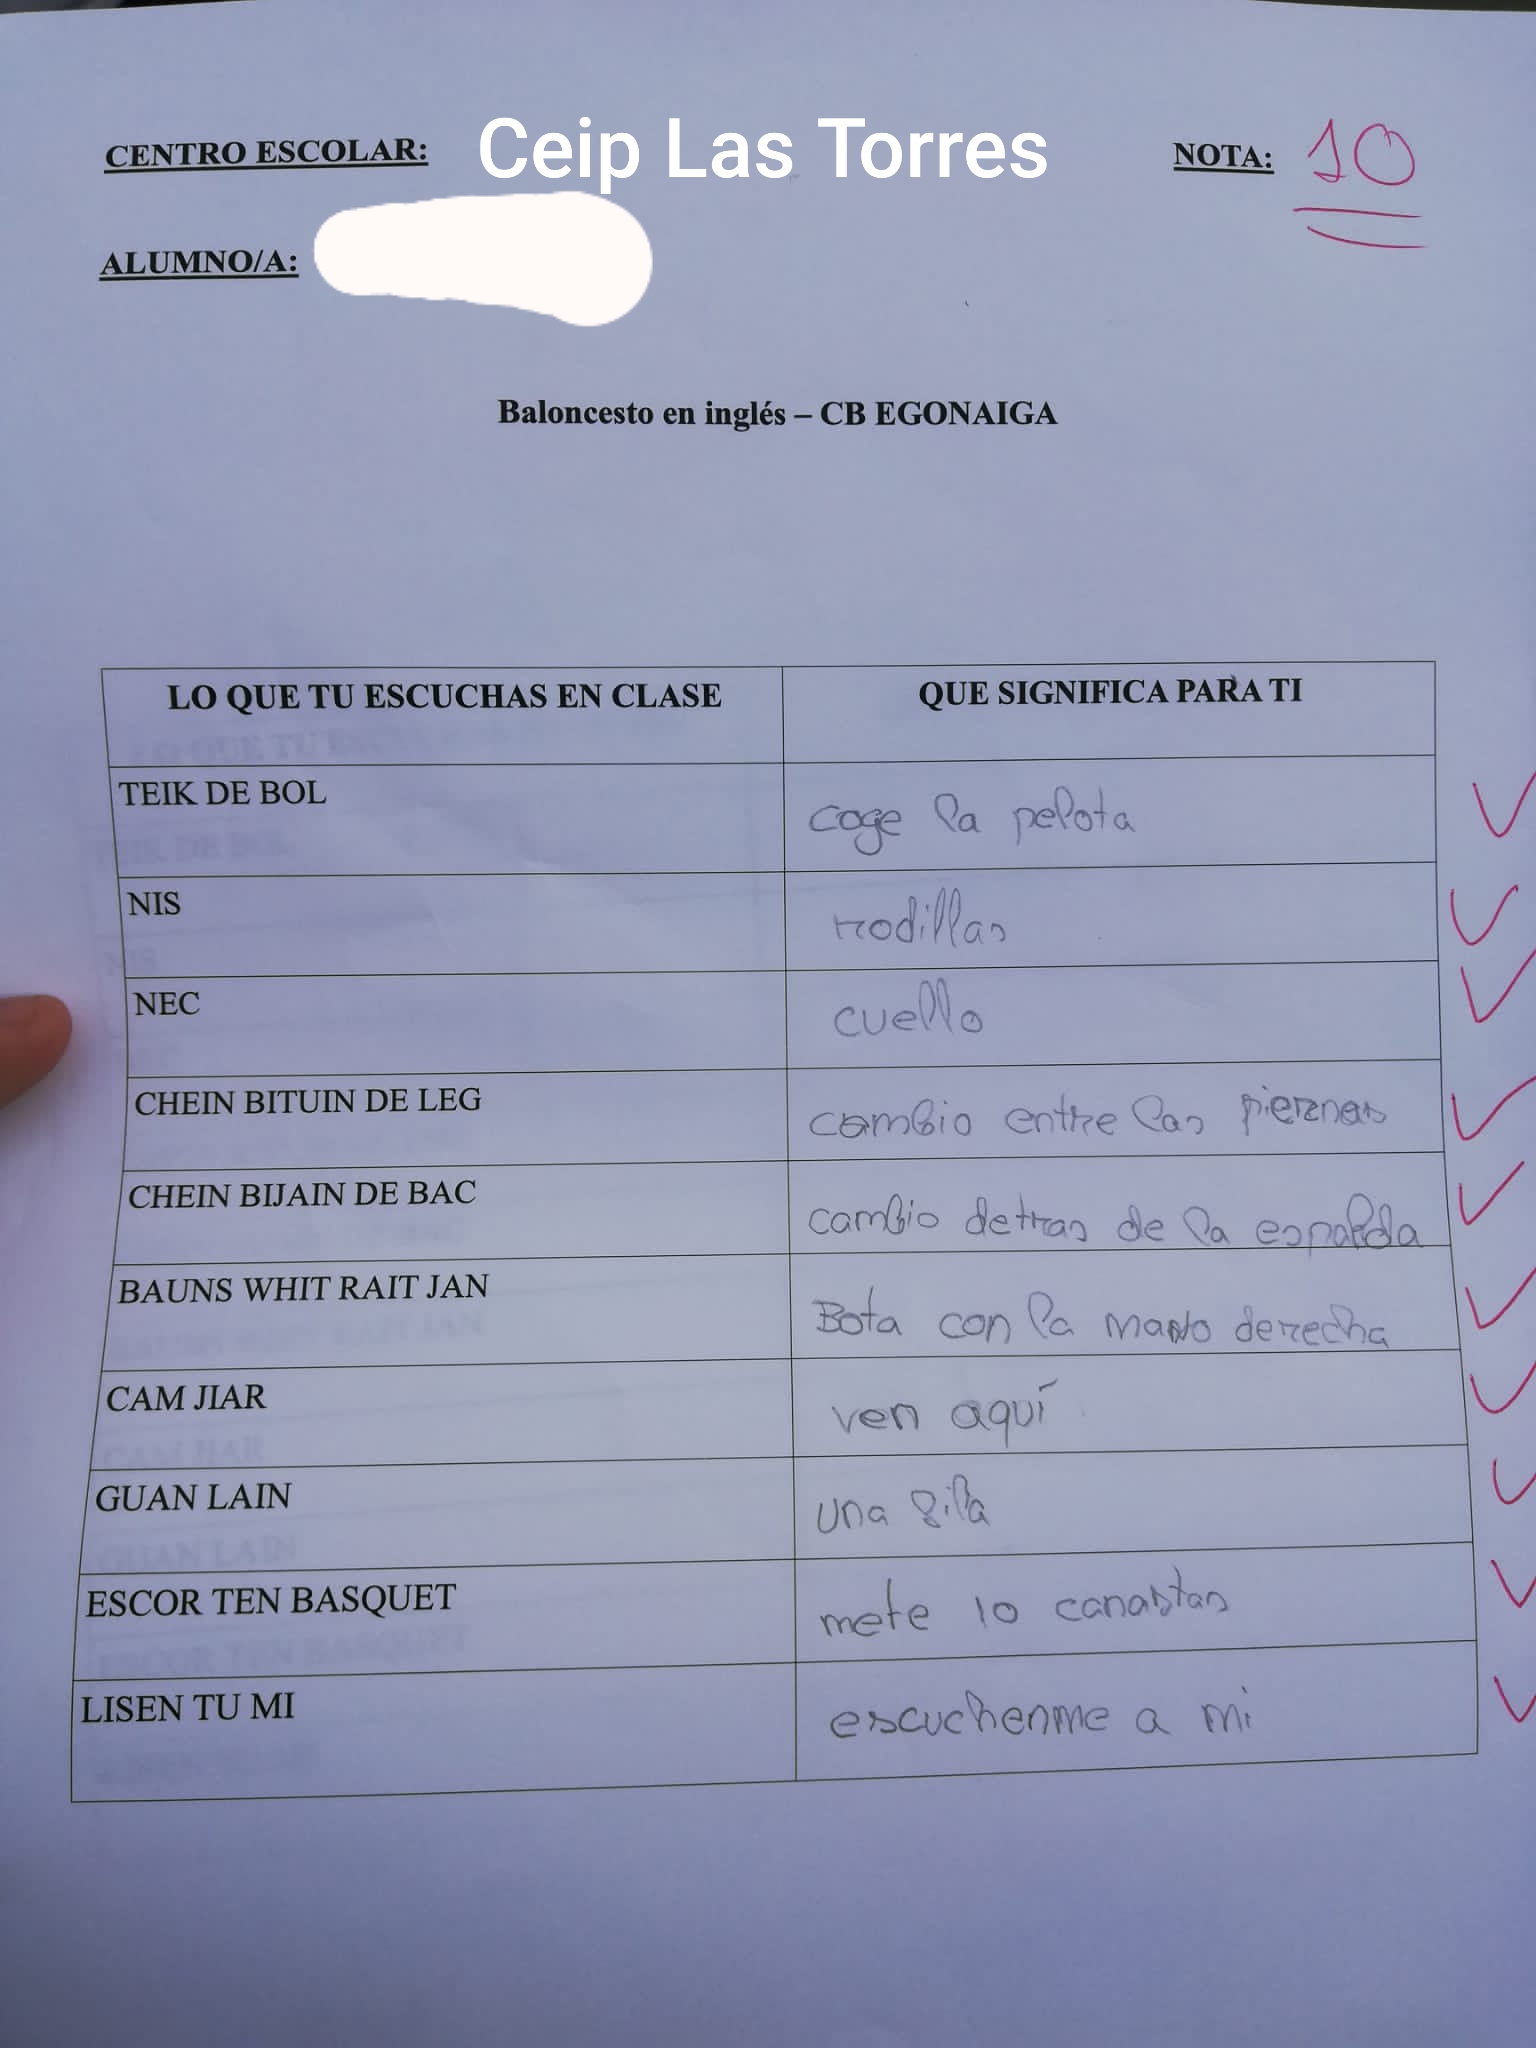 CENTRO ESCOLAR: Ceip Las Torres NOTA: 10
ALUMNO/A:
Baloncesto en inglés – CB EGONAIGA
LO QUE TU ESCUCHAS EN CLASE QUE SIGNIFICA PARA TI
TEIK DE BOL coge la pelota
NIS rodillas
NEC cuello
CHEIN BITUIN DE LEG cambio entre las piernas
CHEIN BIJAIN DE BAC cambio detras de la espalda
BAUNS WHIT RAIT JAN Bota con la mano derecha
CAM JIAR ven aquí
GUAN LAIN una fila
ESCOR TEN BASQUET mete 10 canastas
LISEN TU MI escuchenme a mi